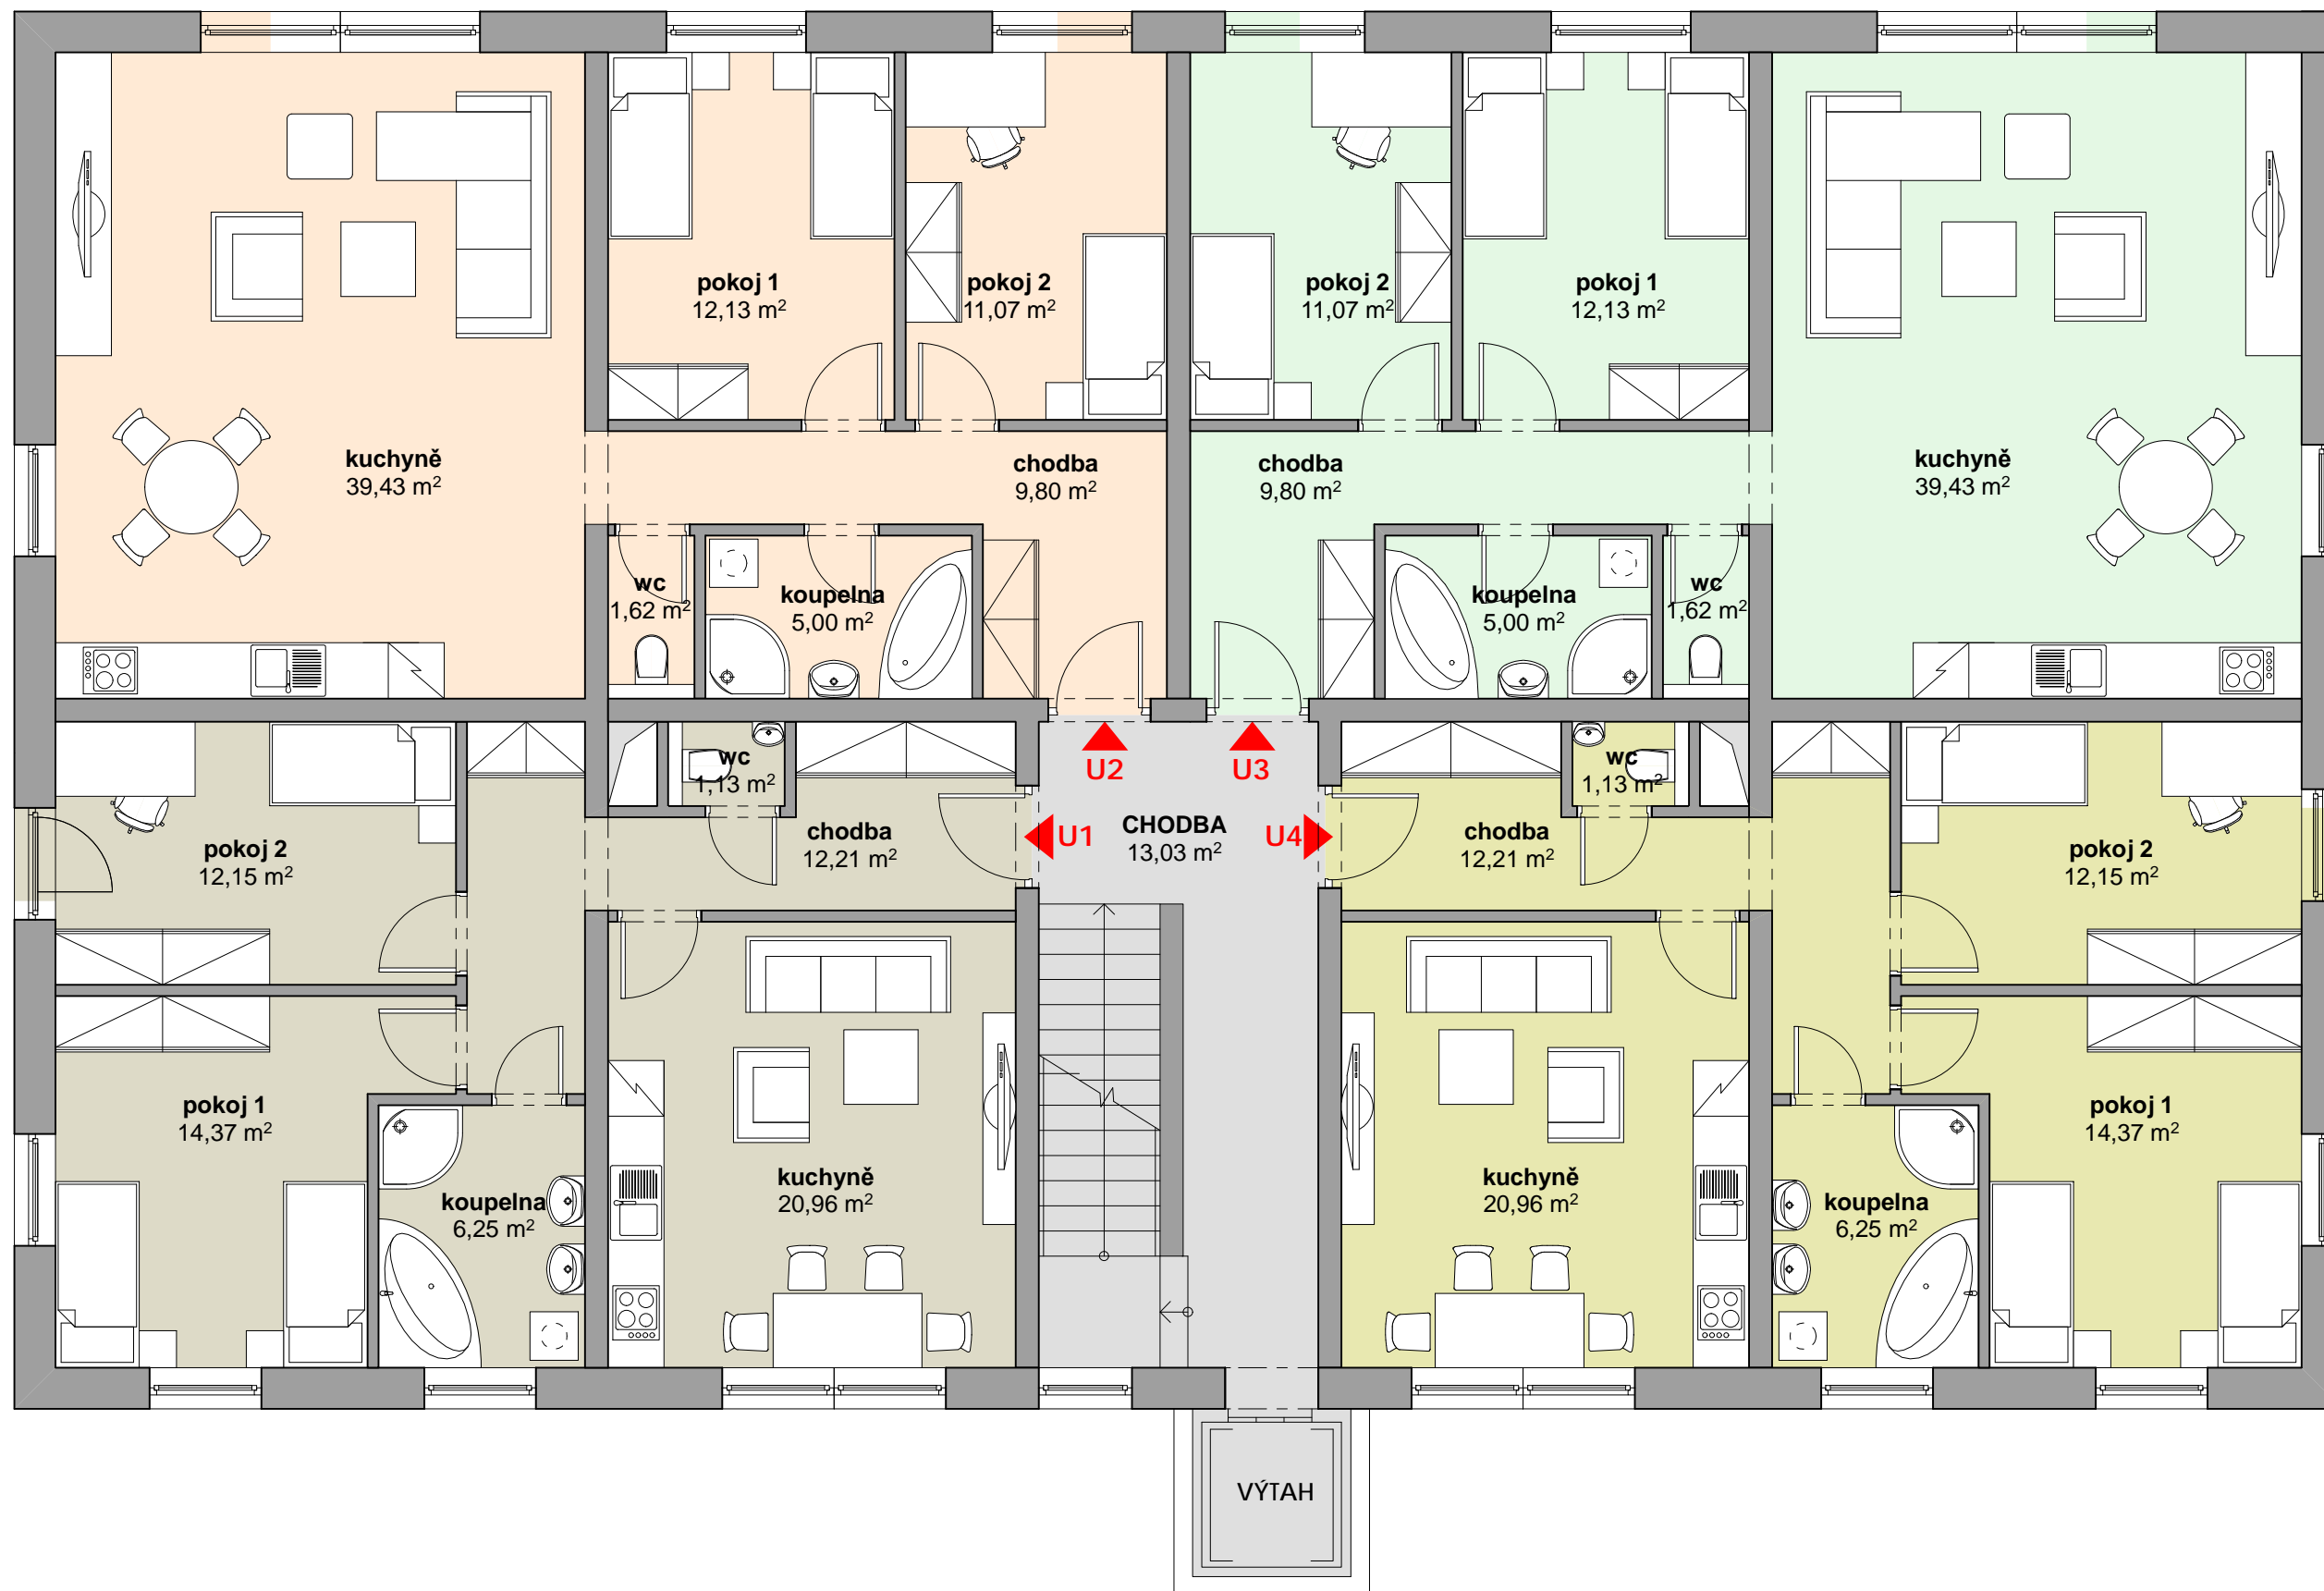 pokoj 1
12,13 m²
pokoj 2
11,07 m²
pokoj 2
11,07 m²
pokoj 1
12,13 m²
kuchyně
39,43 m²
chodba
9,80 m²
chodba
9,80 m²
kuchyně
39,43 m²
wc
1,62 m²
koupelna
5,00 m²
koupelna
5,00 m²
wc
1,62 m²
U2
U3
wc
1,13 m²
wc
1,13 m²
pokoj 2
12,15 m²
chodba
12,21 m²
U1
CHODBA
13,03 m²
U4
chodba
12,21 m²
pokoj 2
12,15 m²
pokoj 1
14,37 m²
koupelna
6,25 m²
kuchyně
20,96 m²
kuchyně
20,96 m²
koupelna
6,25 m²
pokoj 1
14,37 m²
VÝTAH